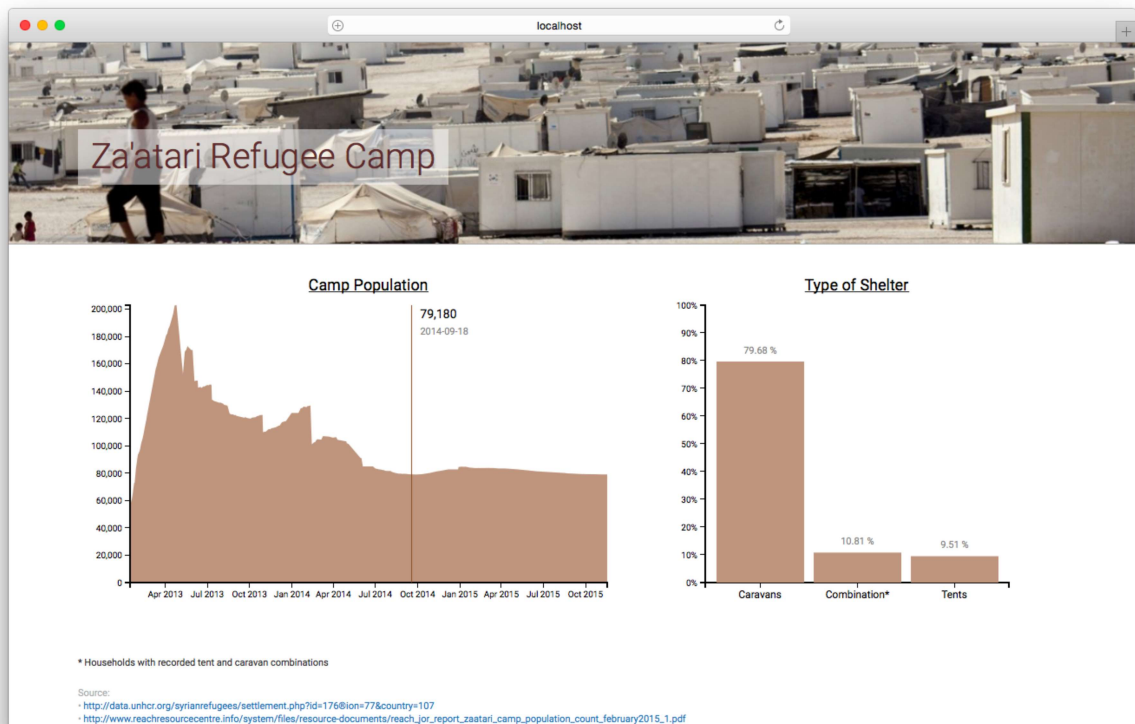 localhost
Za'atari Refugee Camp
Camp Population
200,000
180,000
160,000
140,000
120,000
100,000
80,000
60,000
40,000
20,000
0
79,180
2014-09-18
Apr 2013 Jul 2013 Oct 2013 Jan 2014 Apr 2014 Jul 2014 Oct 2014 Jan 2015 Apr 2015 Jul 2015 Oct 2015
Type of Shelter
100%
90%
80%
70%
60%
50%
40%
30%
20%
10%
0%
79.68 %
10.81 %
9.51 %
Caravans Combination* Tents
* Households with recorded tent and caravan combinations
Source:
- http://data.unhcr.org/syrianrefugees/settlement.php?id=176®ion=77&country=107
- http://www.reachresourcecentre.info/system/files/resource-documents/reach_jor_report_zaatari_camp_population_count_february2015_1.pdf